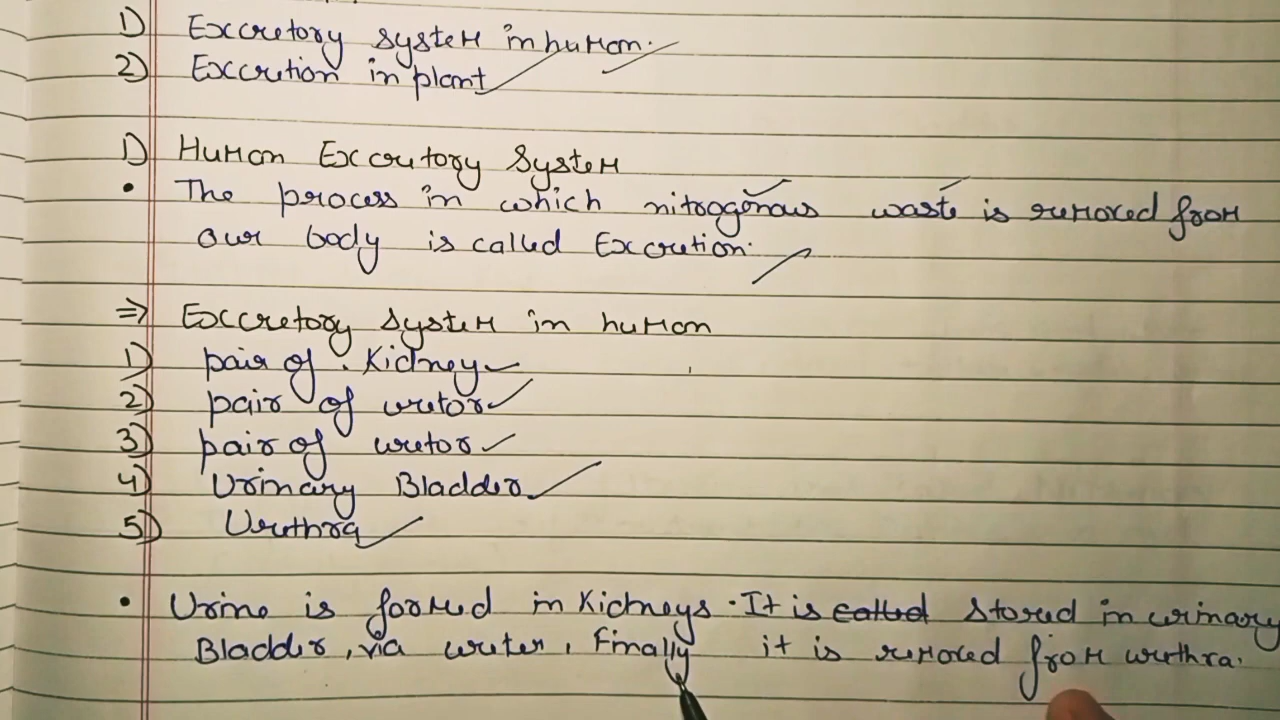 1) Excretory system in human.
2) Excretion in plant
1) Human Excretory System
• The process in which nitrogenous waste is removed from
our body is called Excretion.
⇒ Excretory system in human
1) pair of . Kidney
2) pair of uretor
3) pair of uretor
4) Urinary Bladder
5) Urethra
• Urine is formed in Kidneys . It is called stored in urinary
Bladder, via ureter, Finally it is removed from urethra.